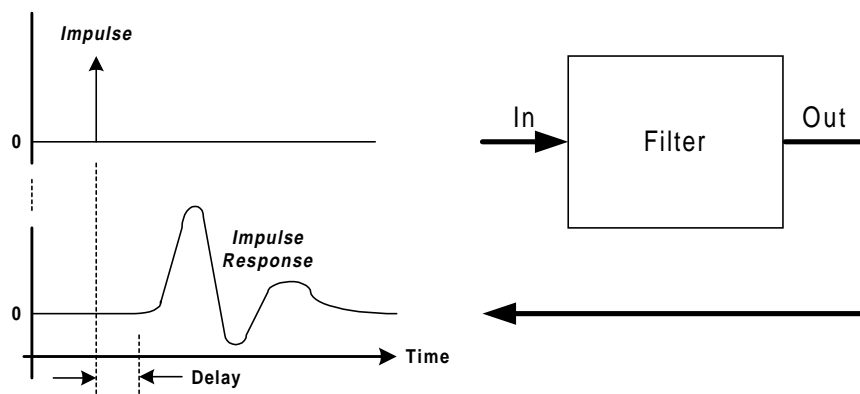 Impulse
0
In
Filter
Out
Impulse
Response
0
Time
Delay